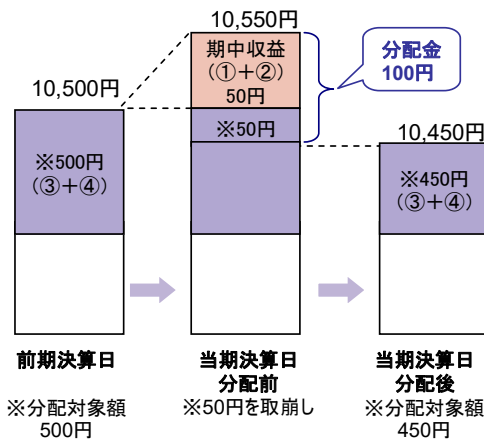 10,550円
期中収益
(①+②)
50円
分配金
100円
10,500円
※50円
10,450円
※500円
(③+④)
※450円
(③+④)
前期決算日
当期決算日
分配前
当期決算日
分配後
※分配対象額
500円
※50円を取崩し
※分配対象額
450円